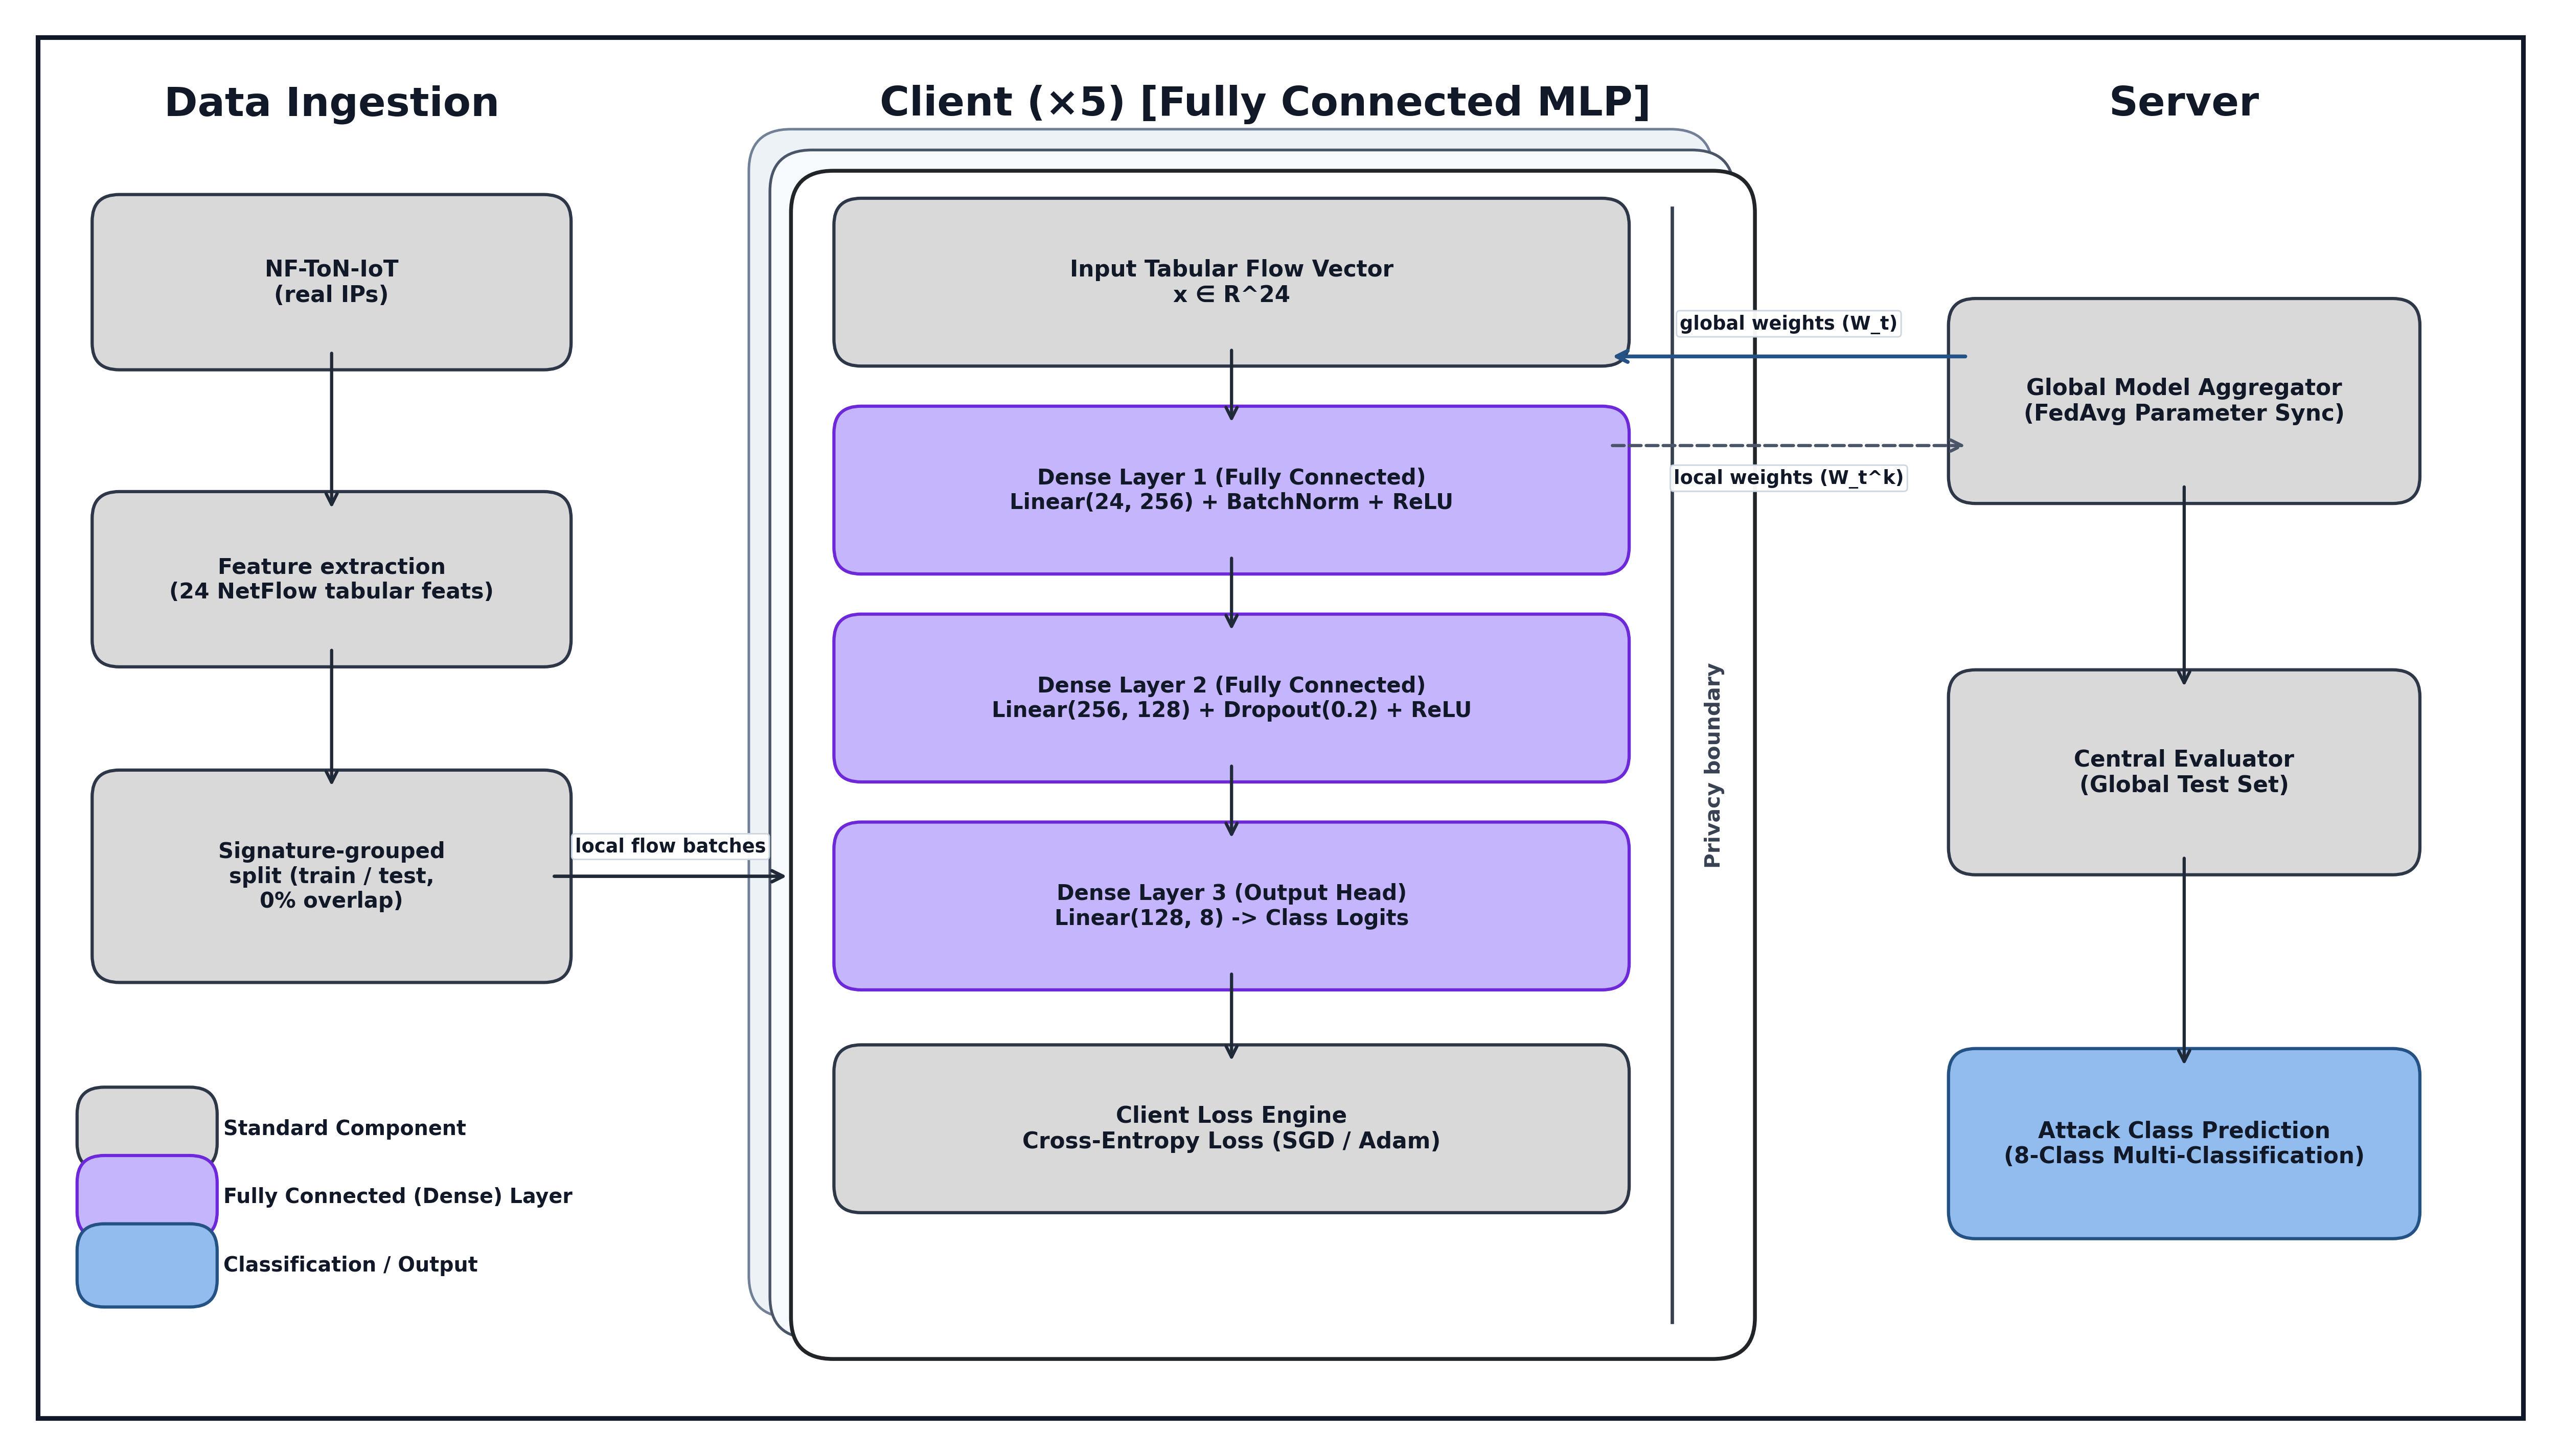 Data Ingestion
Client (×5) [Fully Connected MLP]
Server
NF-ToN-IoT
(real IPs)
Feature extraction
(24 NetFlow tabular feats)
Signature-grouped
split (train / test,
0% overlap)
local flow batches
Standard Component
Fully Connected (Dense) Layer
Classification / Output
Input Tabular Flow Vector
x ∈ R^24
Dense Layer 1 (Fully Connected)
Linear(24, 256) + BatchNorm + ReLU
Dense Layer 2 (Fully Connected)
Linear(256, 128) + Dropout(0.2) + ReLU
Dense Layer 3 (Output Head)
Linear(128, 8) -> Class Logits
Client Loss Engine
Cross-Entropy Loss (SGD / Adam)
Privacy boundary
global weights (W_t)
local weights (W_t^k)
Global Model Aggregator
(FedAvg Parameter Sync)
Central Evaluator
(Global Test Set)
Attack Class Prediction
(8-Class Multi-Classification)